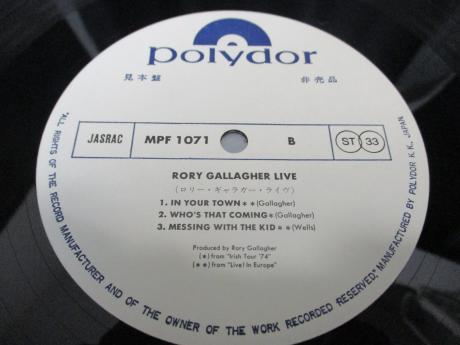 polydor
見本盤 非売品
JASRAC MPF 1071 B ST 33
RORY GALLAGHER LIVE
(ロリー・ギャラガー・ライヴ)
1. IN YOUR TOWN ** (Gallagher)
2. WHO'S THAT COMING * (Gallagher)
3. MESSING WITH THE KID ** (Wells)
Produced by Rory Gallagher
(*) from "Irish Tour '74"
(**) from "Live! In Europe"
"ALL RIGHTS OF THE RECORD MANUFACTURER AND OF THE OWNER OF THE WORK RECORDED RESERVED," MANUFACTURED BY POLYDOR K.K., JAPAN